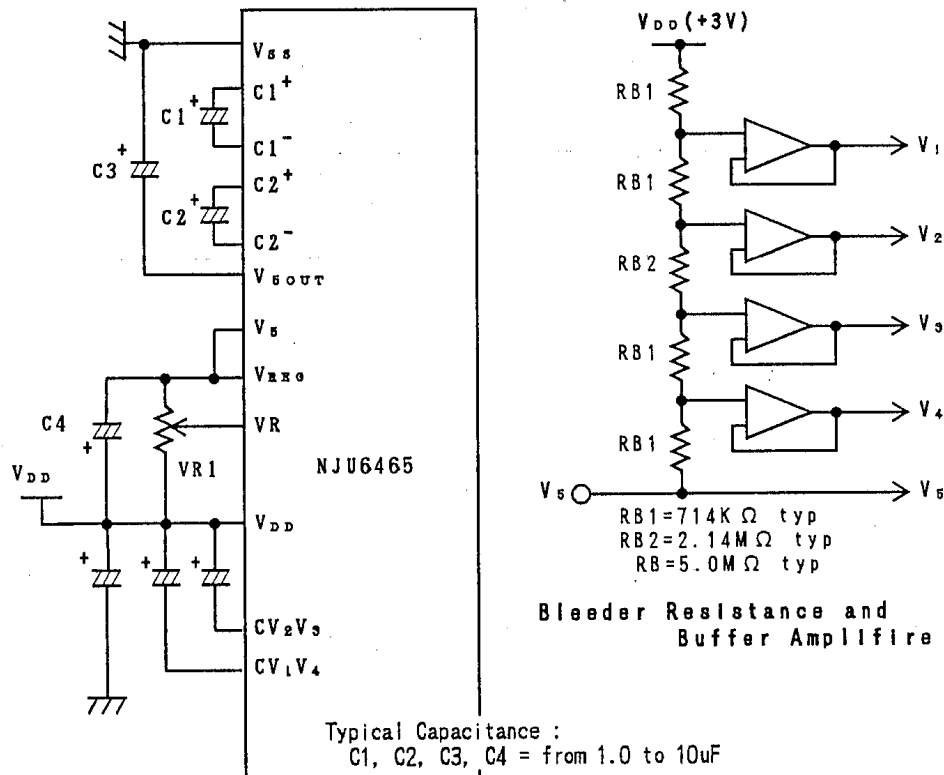 VSS
C1+
C1
+
C1-
C3
+
C2+
C2
+
C2-
V5OUT
V5
VREG
C4
+
VR
VR1
NJU6465
VDD
VDD
+
+
+
CV2V3
CV1V4
VDD(+3V)
RB1
V1
RB1
V2
RB2
V3
RB1
V4
RB1
V5
V5
RB1=714KΩ typ
RB2=2.14MΩ typ
RB=5.0MΩ typ
Bleeder Resistance and
Buffer Amplifire
Typical Capacitance :
C1, C2, C3, C4 = from 1.0 to 10uF